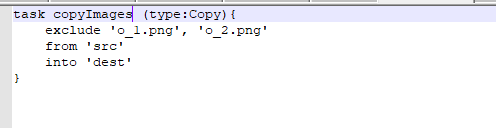 task copyImages (type:Copy){
    exclude 'o_1.png', 'o_2.png'
    from 'src'
    into 'dest'
}